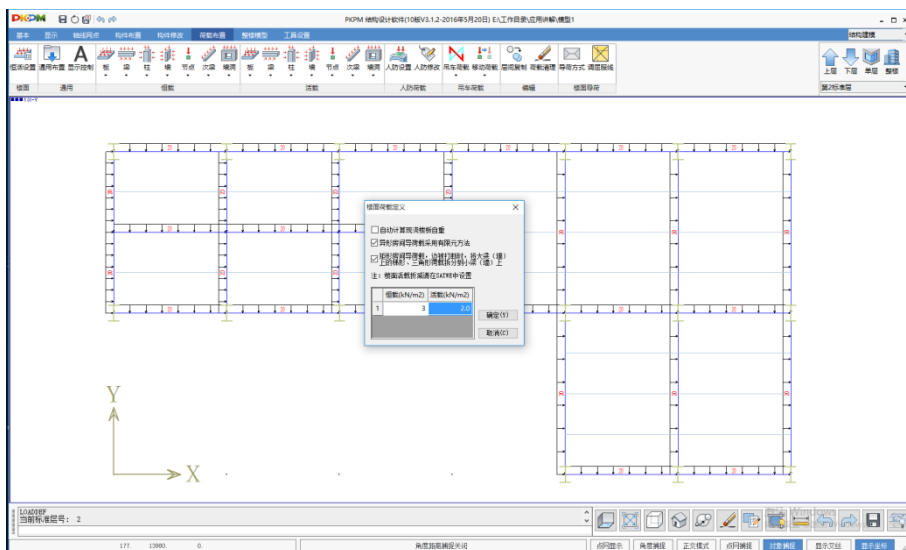 PKPM
PKPM 结构设计软件(10版V3.1.2-2016年5月20日) E:\工作目录\应用讲解\模型1
基本 显示 轴线网点 构件布置 构件修改 荷载布置 整楼模型 工具设置
结构建模
恒活设置 通用布置 显示控制 板 梁 柱 墙 节点 次梁 墙洞 板 梁 柱 墙 节点 次梁 墙洞 人防设置 人防修改 吊车荷载 移动荷载 层间复制 荷载清理 导荷方式 调屈服线
上层 下层 单层 整楼
楼面 通用 恒载 活载 人防荷载 吊车荷载 编辑 楼面导荷
第2标准层
楼面荷载定义
自动计算现浇楼板自重
异形房间导荷载采用有限元方法
矩形房间导荷载,边被打断时,将大梁(墙)
上的梯形、三角形荷载拆分到小梁(墙)上
注:楼面活载折减请在SATWE中设置
恒载(kN/m2) 活载(kN/m2)
1 3 2.0
确定(Y)
取消(C)
Y
X
LOADDEF
当前标准层号: 2
177. 13980. 0.
角度距离捕捉关闭
点网显示 角度捕捉 正交模式 点网捕捉 对象捕捉 显示叉丝 显示坐标